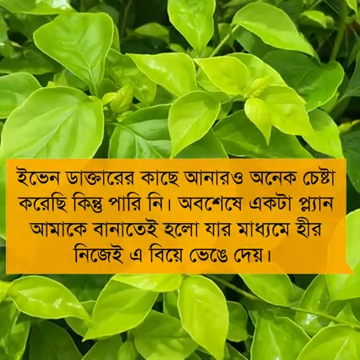 ইভেন ডাক্তারের কাছে আনারও অনেক চেষ্টা
করেছি কিন্তু পারি নি। অবশেষে একটা প্ল্যান
আমাকে বানাতেই হলো যার মাধ্যমে হীর
নিজেই এ বিয়ে ভেঙে দেয়।